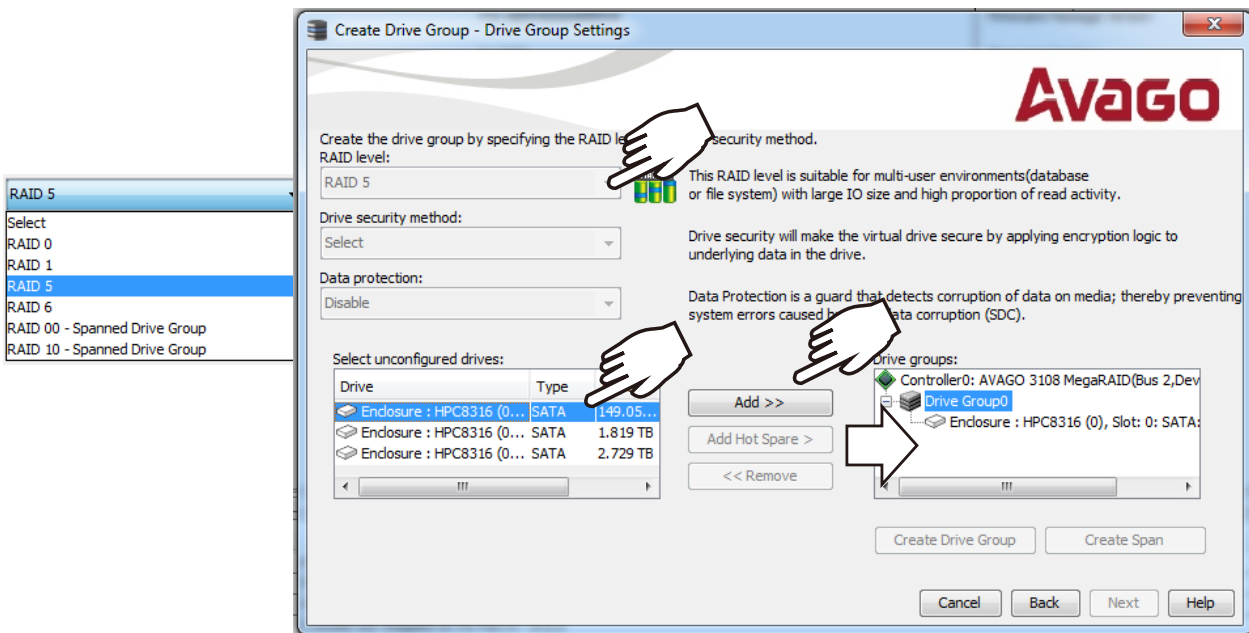 RAID 5
Select
RAID 0
RAID 1
RAID 5
RAID 6
RAID 00 - Spanned Drive Group
RAID 10 - Spanned Drive Group
Create Drive Group - Drive Group Settings
Avago
Create the drive group by specifying the RAID security method.
RAID level:
RAID 5
This RAID level is suitable for multi-user environments(database
or file system) with large IO size and high proportion of read activity.
Drive security method:
Select
Drive security will make the virtual drive secure by applying encryption logic to
underlying data in the drive.
Data protection:
Disable
Data Protection is a guard that detects corruption of data on media; thereby preventing
system errors caused corruption (SDC).
Select unconfigured drives:
Drive Type
Enclosure : HPC8316 (0... SATA 149.05...
Enclosure : HPC8316 (0... SATA 1.819 TB
Enclosure : HPC8316 (0... SATA 2.729 TB
Add >>
Add Hot Spare >
<< Remove
Drive groups:
Controller0: AVAGO 3108 MegaRAID(Bus 2,Dev
Drive Group0
Enclosure : HPC8316 (0), Slot: 0: SATA:
Create Drive Group Create Span
Cancel Back Next Help